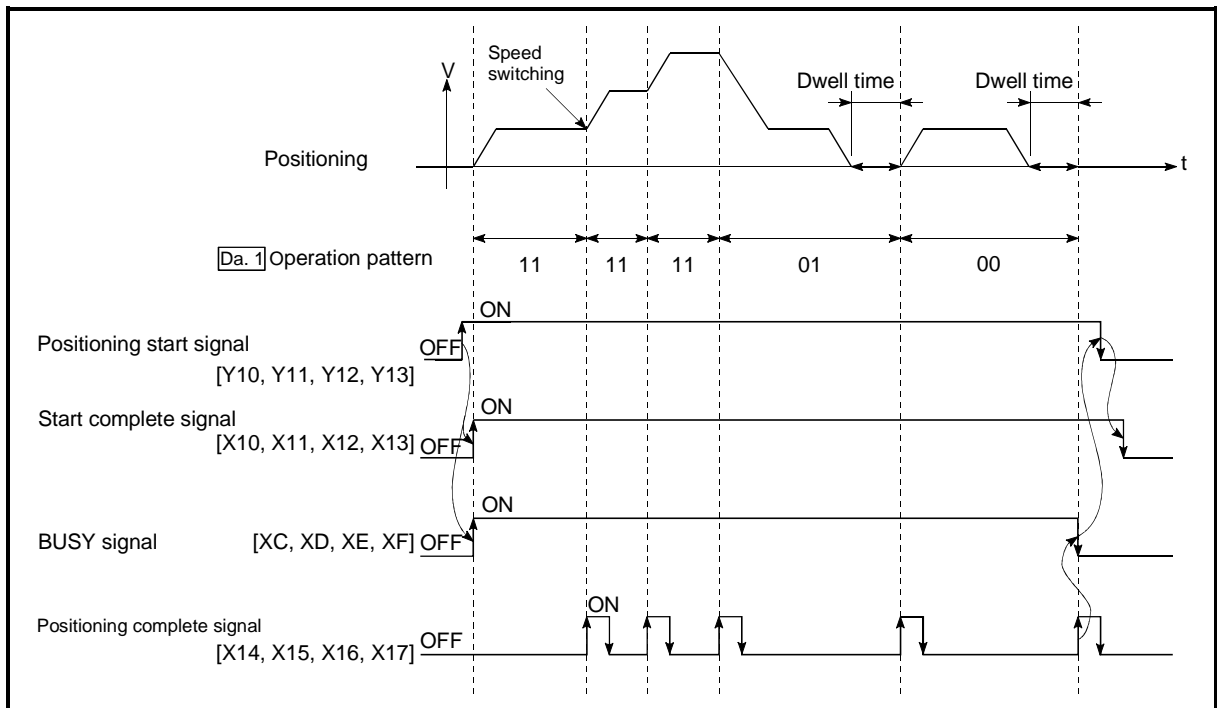 Speed
switching
V
Dwell time
Dwell time
Positioning
t
Da. 1 Operation pattern
11
11
11
01
00
ON
Positioning start signal
OFF
[Y10, Y11, Y12, Y13]
ON
Start complete signal
[X10, X11, X12, X13]
OFF
ON
BUSY signal
[XC, XD, XE, XF]
OFF
ON
Positioning complete signal
OFF
[X14, X15, X16, X17]